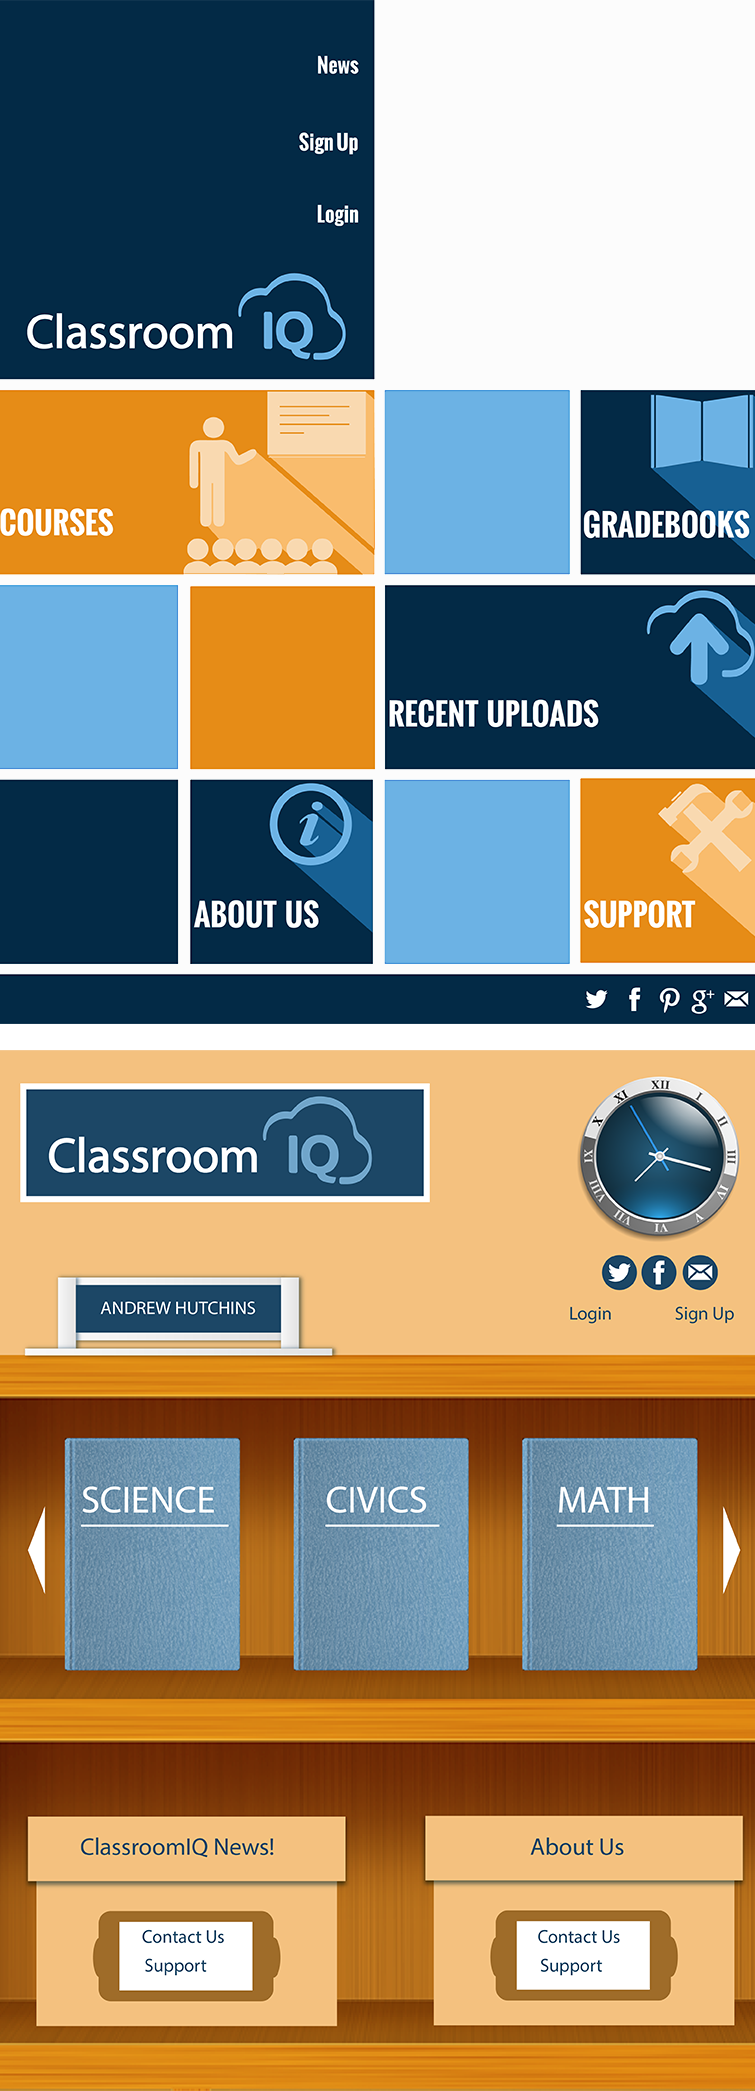 News
Sign Up
Login
Classroom IQ
COURSES
GRADEBOOKS
RECENT UPLOADS
i
ABOUT US
SUPPORT
f
g+
Classroom IQ
XII
I
II
III
IV
V
VI
VII
VIII
XI
X
XI
f
ANDREW HUTCHINS
Login Sign Up
SCIENCE CIVICS MATH
ClassroomIQ News!
Contact Us
Support
About Us
Contact Us
Support